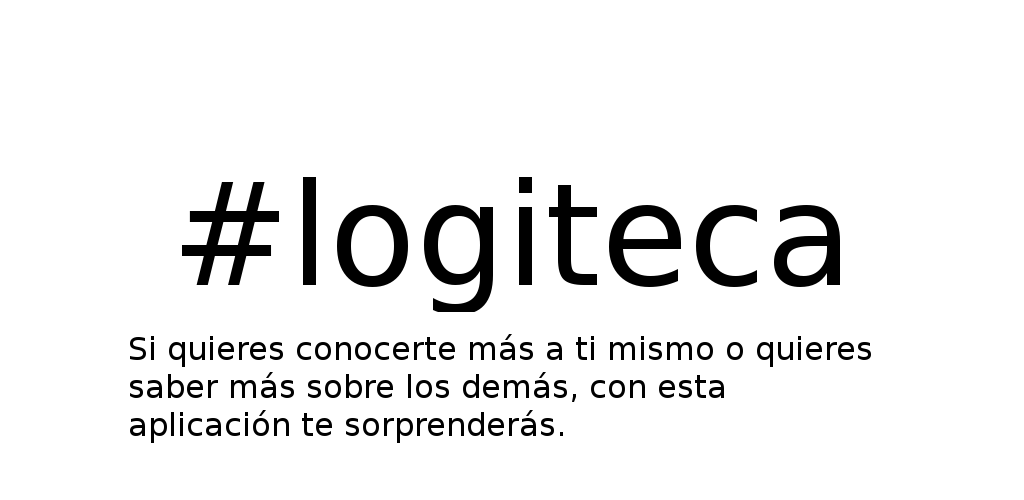 #logiteca
Si quieres conocerte más a ti mismo o quieres
saber más sobre los demás, con esta
aplicación te sorprenderás.